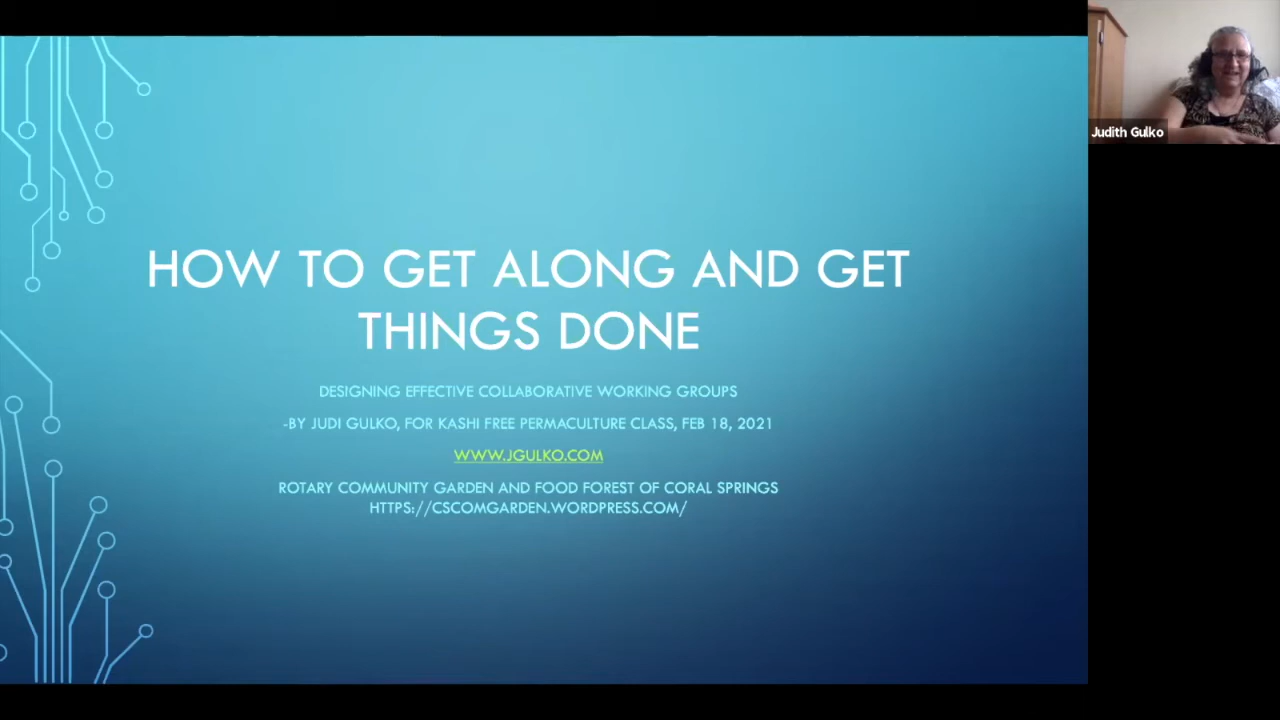 HOW TO GET ALONG AND GET
THINGS DONE
DESIGNING EFFECTIVE COLLABORATIVE WORKING GROUPS
-BY JUDI GULKO, FOR KASHI FREE PERMACULTURE CLASS, FEB 18, 2021
WWW.JGULKO.COM
ROTARY COMMUNITY GARDEN AND FOOD FOREST OF CORAL SPRINGS
HTTPS://CSCOMGARDEN.WORDPRESS.COM/
Judith Gulko